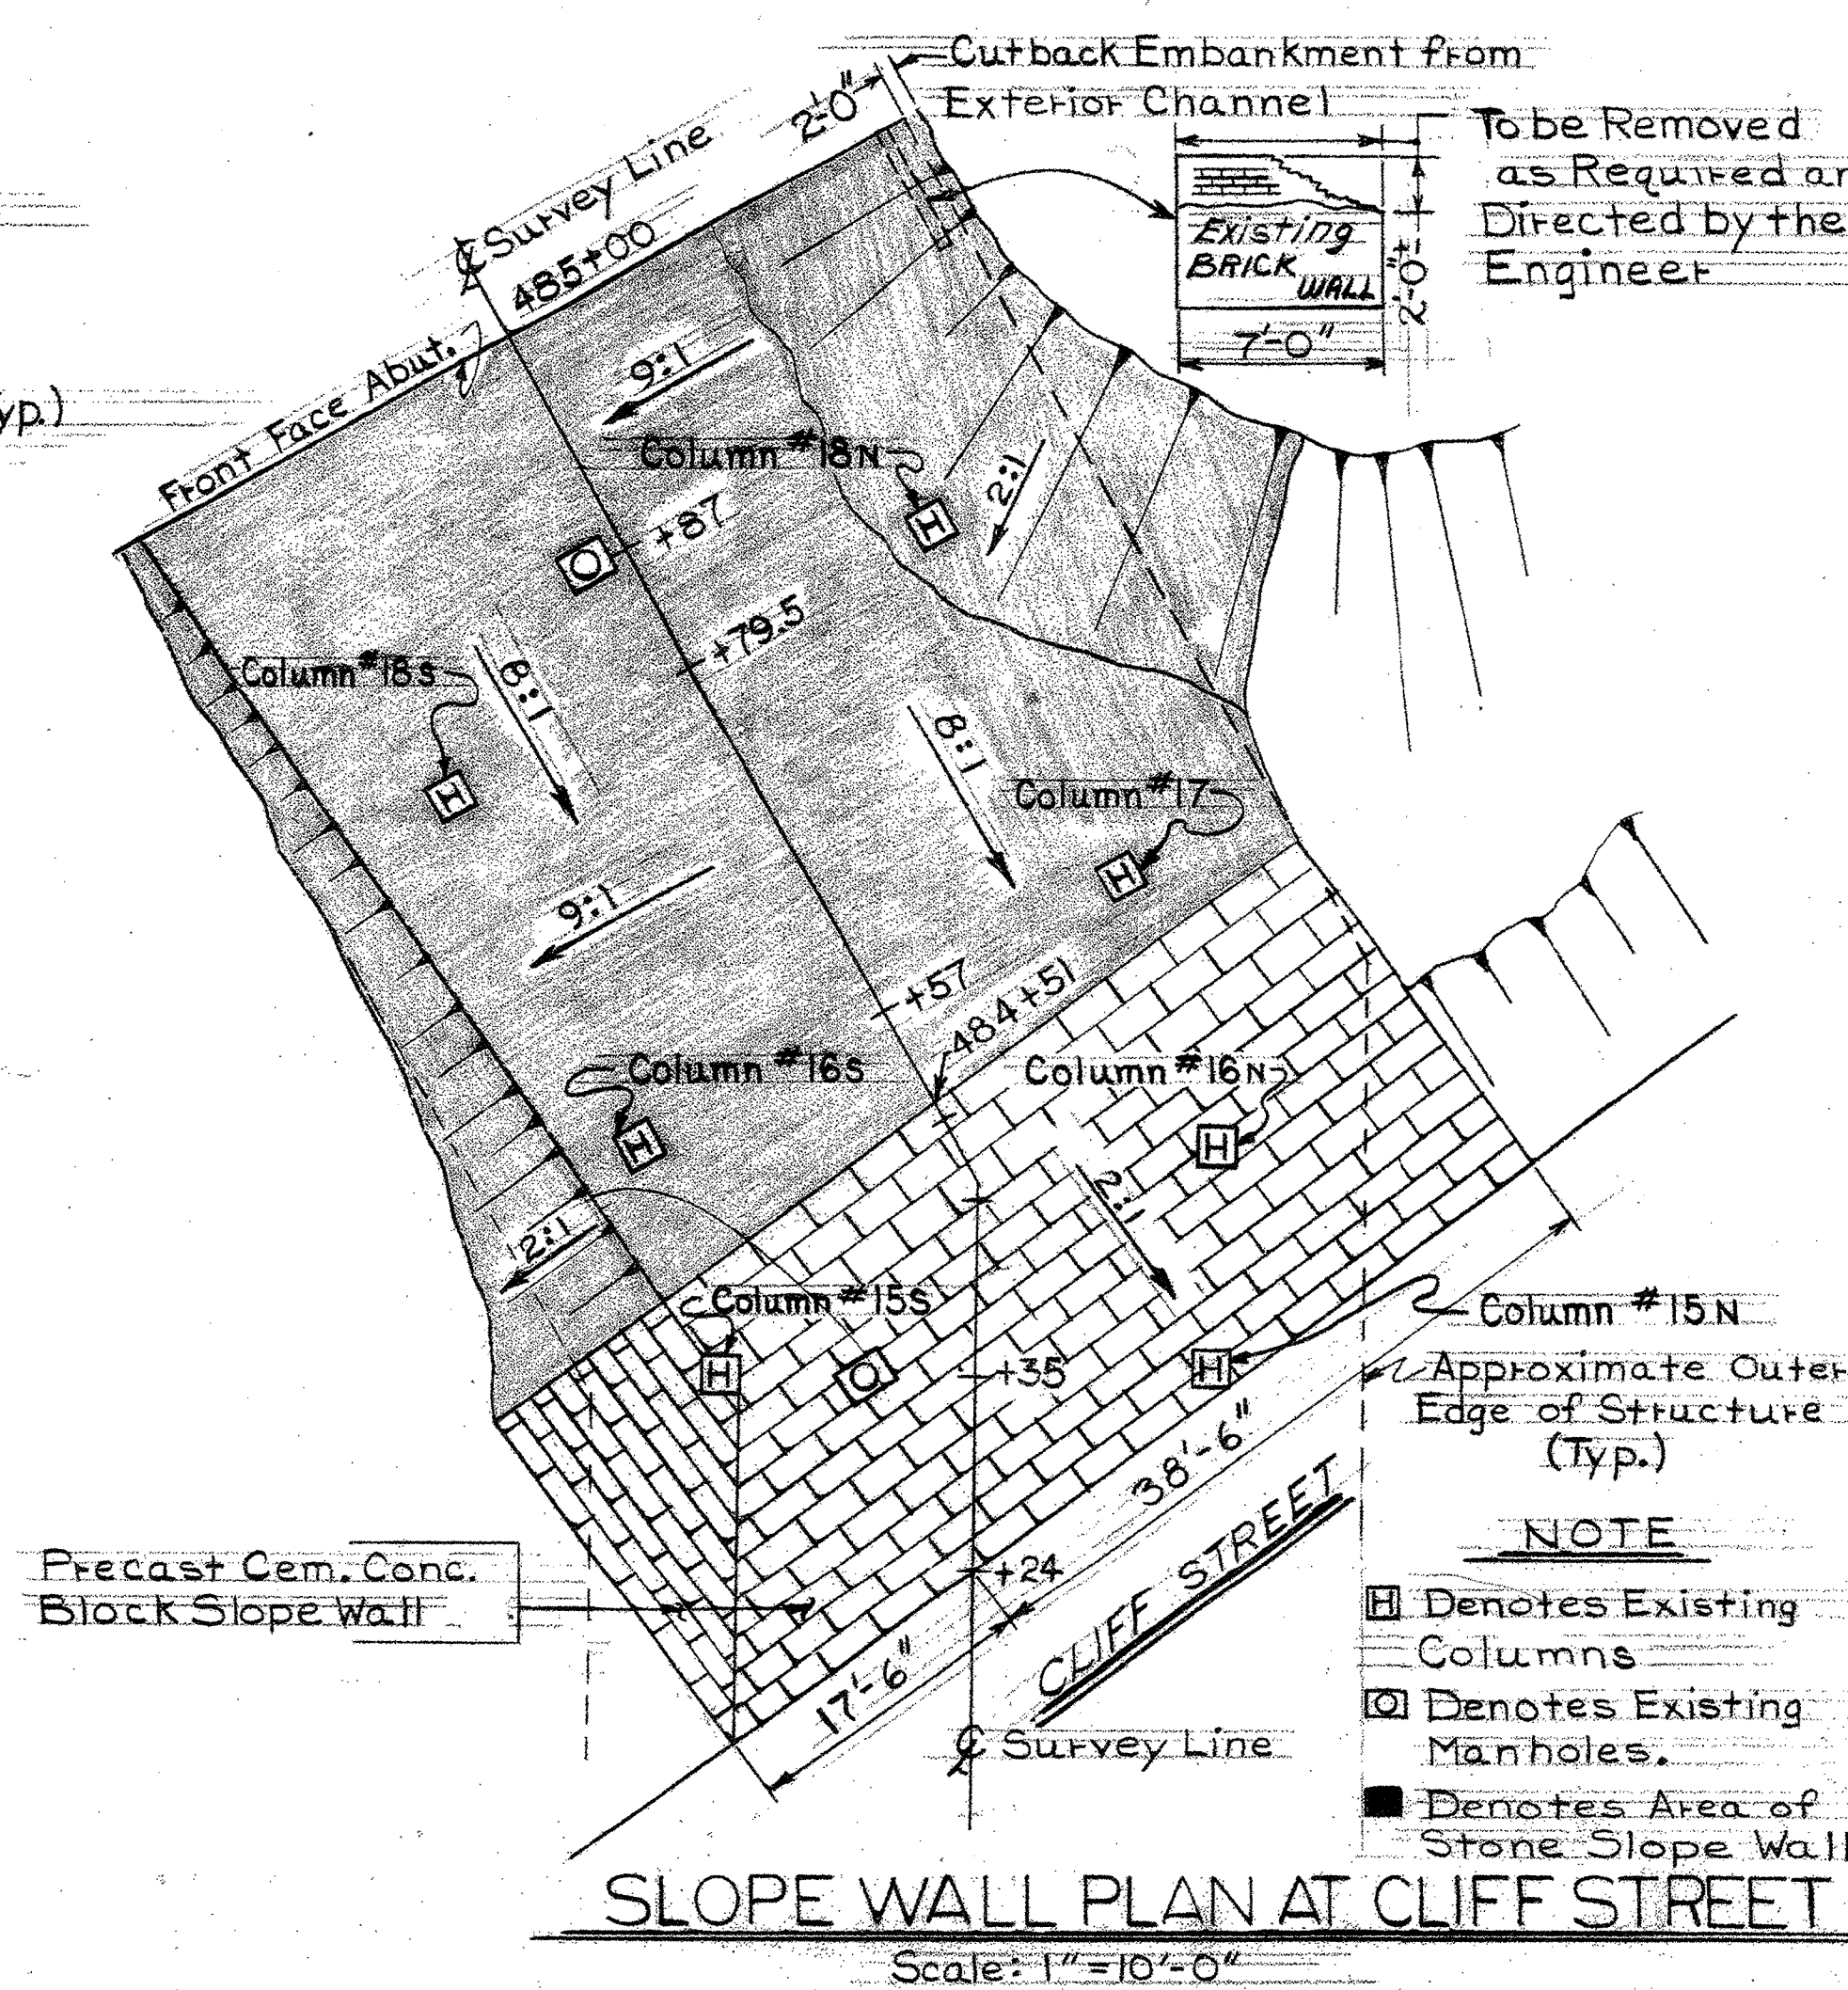 Cutback Embankment from
Exterior Channel
2'-0"
To be Removed
as Required
Directed by the
Engineer
Existing
BRICK
WALL
2'-0"±
7'-0"
℄ Survey Line
485+00
Front Face Abut.
yp.)
9:1
Column #18N
2:1
+87
+79.5
Column #18S
8:1
8:1
Column #17
9:1
+57
484+51
Column #16S
Column #16N
2:1
2:1
Column #15S
Column #15N
+35
Approximate Outer
Edge of Structure
(Typ.)
38'-6"
CLIFF STREET
NOTE
Precast Cem. Conc.
Block Slope Wall
+24
H Denotes Existing
Columns
17'-6"
O Denotes Existing
Manholes.
℄ Survey Line
Denotes Area of
Stone Slope Wall
SLOPE WALL PLAN AT CLIFF STREET
Scale: 1"=10'-0"